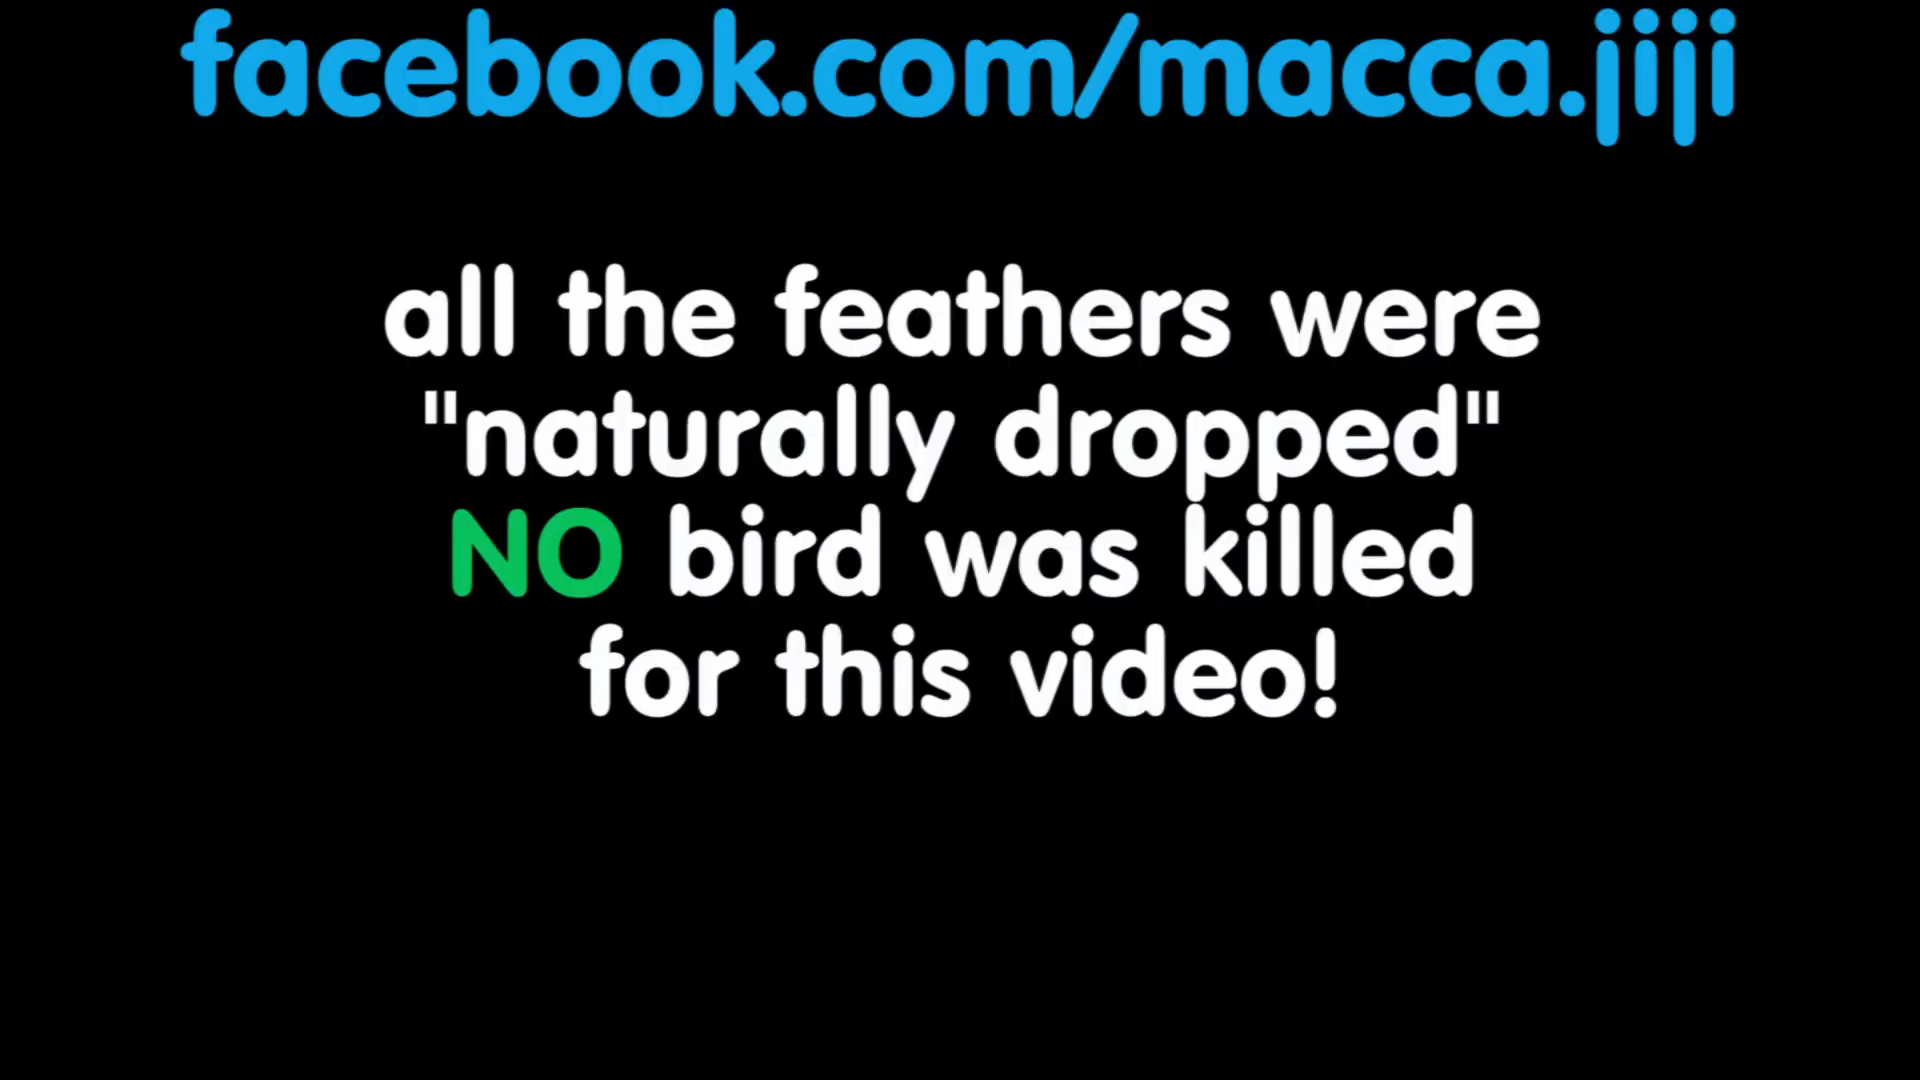 facebook.com/macca.jiji
all the feathers were
"naturally dropped"
NO bird was killed
for this video!